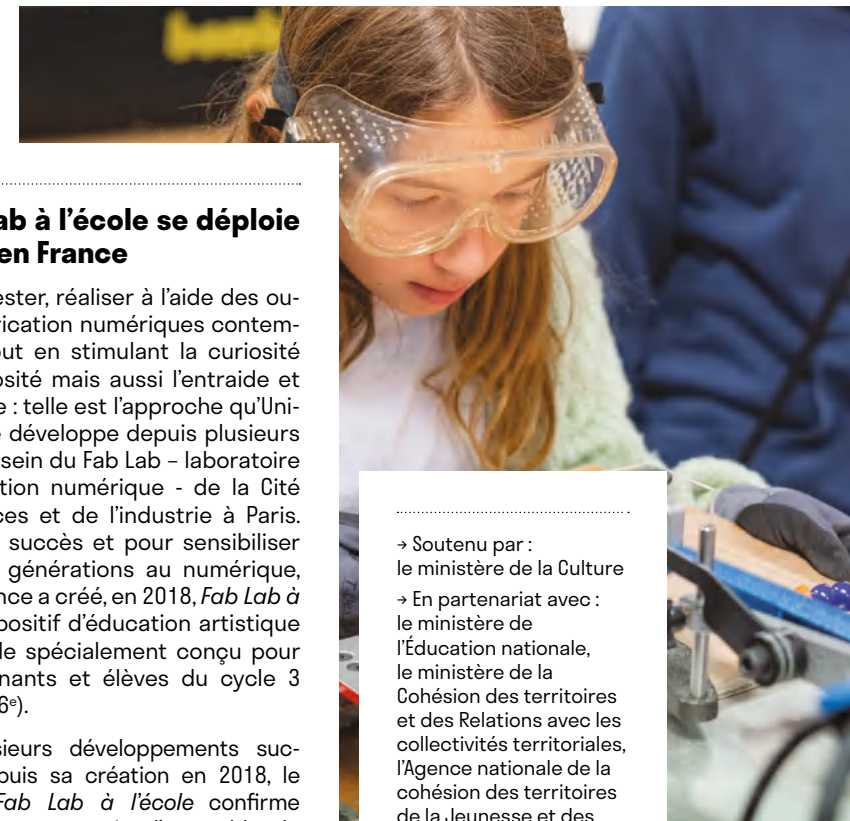 ab à l’école se déploie
en France
ester, réaliser à l’aide des ou-
rication numériques contem-
out en stimulant la curiosité
osité mais aussi l’entraide et
e : telle est l’approche qu’Uni-
e développe depuis plusieurs
sein du Fab Lab – laboratoire
tion numérique - de la Cité
ces et de l’industrie à Paris.
succès et pour sensibiliser
générations au numérique,
nce a créé, en 2018, Fab Lab à
positif d’éducation artistique
le spécialement conçu pour
nants et élèves du cycle 3
6e).
sieurs développements suc-
puis sa création en 2018, le
Fab Lab à l’école confirme
→ Soutenu par :
le ministère de la Culture
→ En partenariat avec :
le ministère de
l’Éducation nationale,
le ministère de la
Cohésion des territoires
et des Relations avec les
collectivités territoriales,
l’Agence nationale de la
cohésion des territoires
de la Jeunesse et des